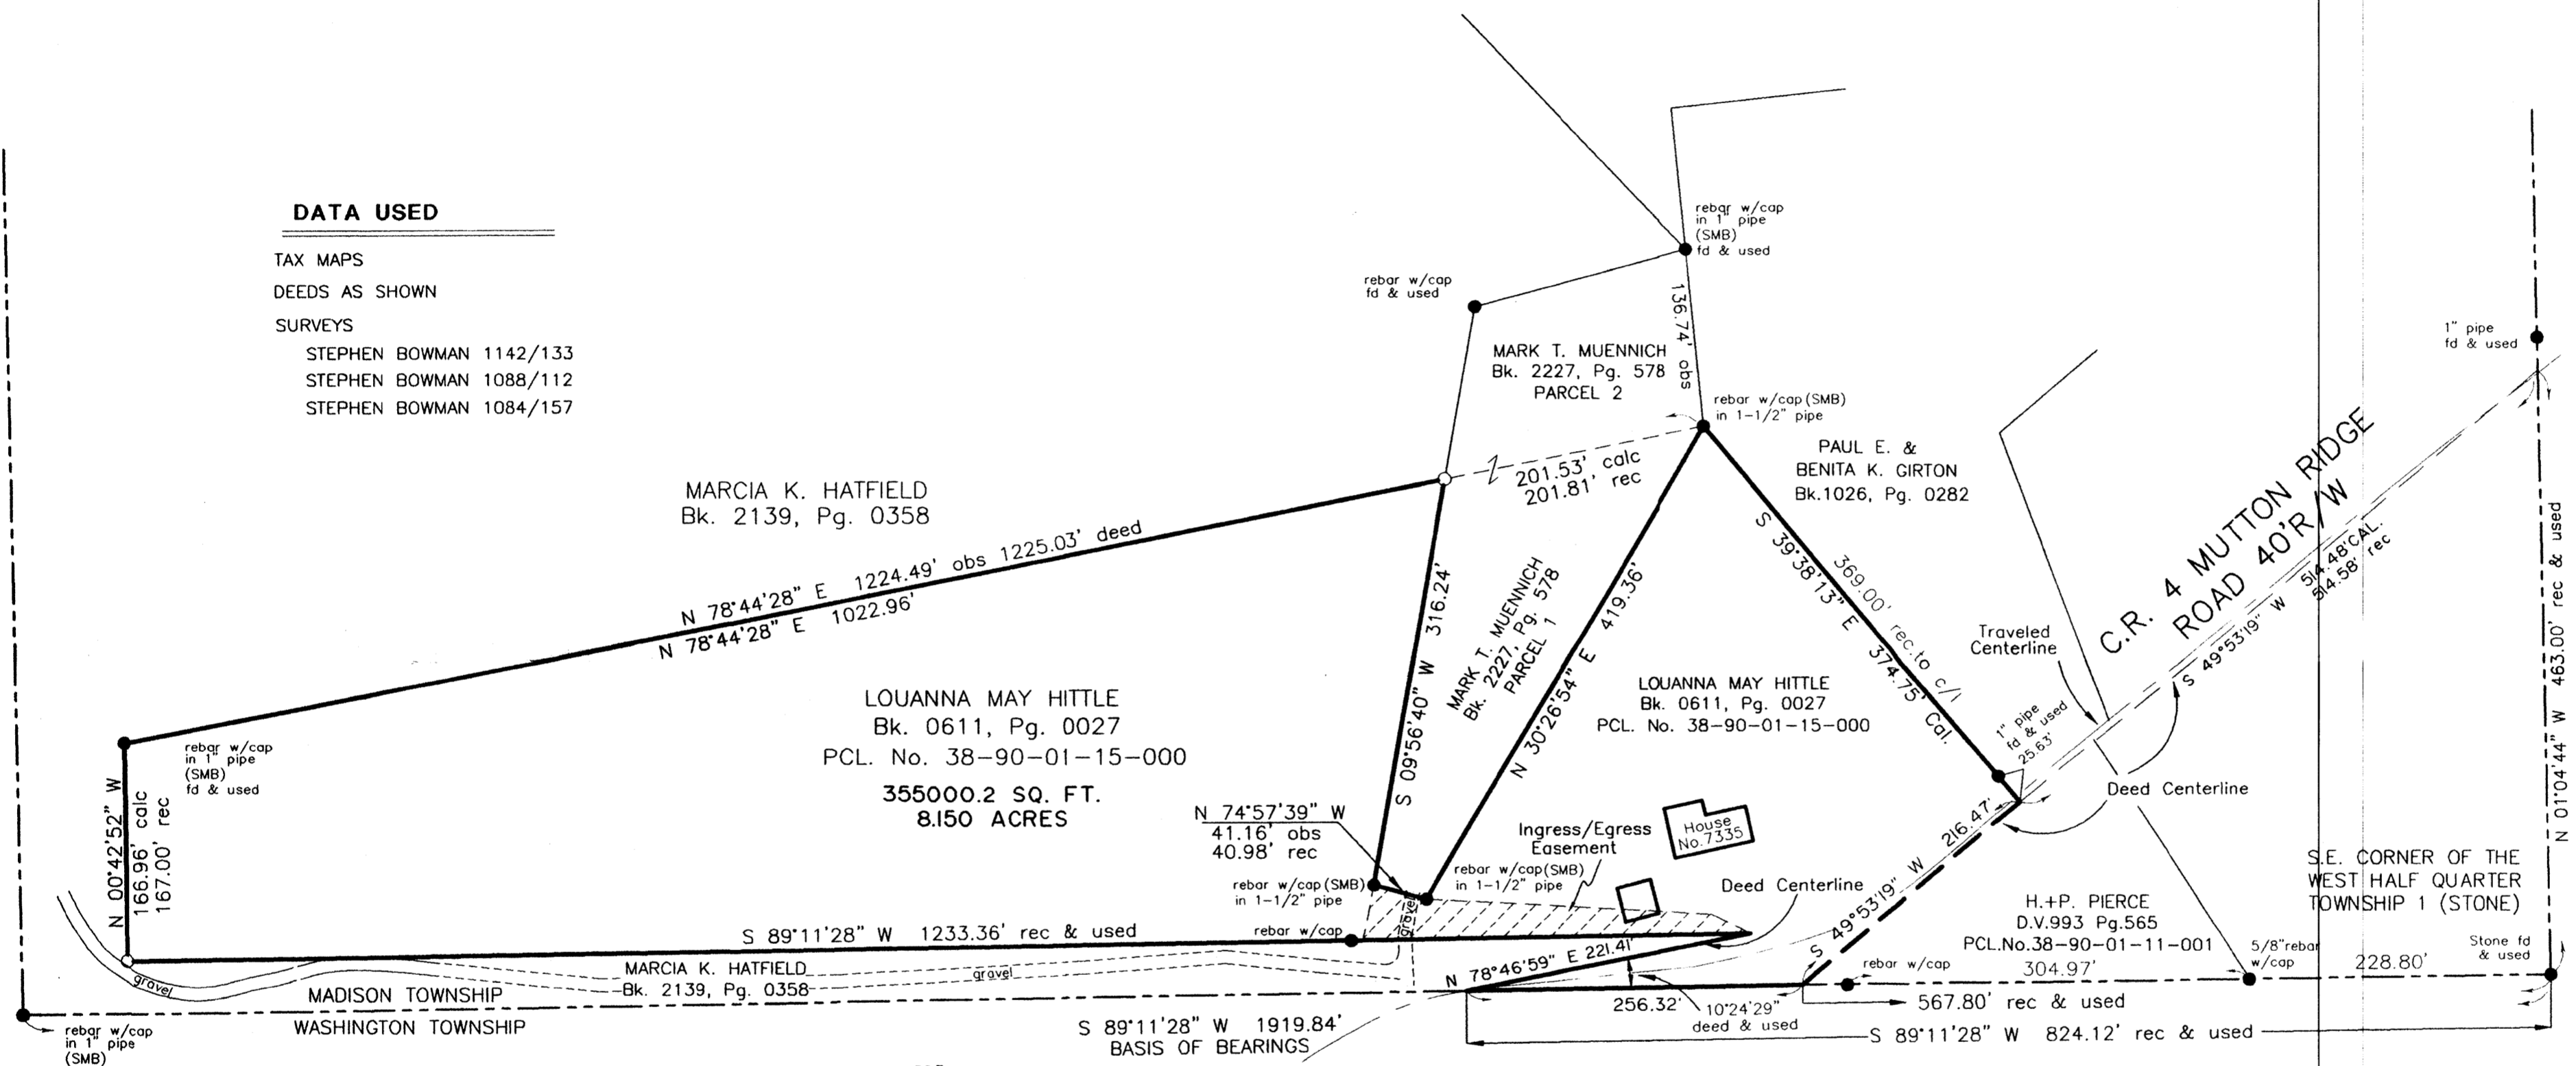 DATA USED
TAX MAPS
DEEDS AS SHOWN
SURVEYS
STEPHEN BOWMAN 1142/133
STEPHEN BOWMAN 1088/112
STEPHEN BOWMAN 1084/157
rebar w/cap
in 1" pipe
(SMB)
fd & used
rebar w/cap
fd & used
136.74' obs
MARK T. MUENNICH
Bk. 2227, Pg. 578
PARCEL 2
rebar w/cap (SMB)
in 1-1/2" pipe
1" pipe
fd & used
PAUL E. &
BENITA K. GIRTON
Bk.1026, Pg. 0282
C.R. 4 MUTTON RIDGE
ROAD 40'R/W
514.48'CAL.
514.58' rec
S 49°53'19" W
N 01°04'44" W 463.00' rec & used
MARCIA K. HATFIELD
Bk. 2139, Pg. 0358
201.53' calc
201.81' rec
N 78°44'28" E 1224.49' obs 1225.03' deed
N 78°44'28" E 1022.96'
S 09°56'40" W 316.24'
MARK T. MUENNICH
Bk. 2227, Pg. 578
PARCEL 1
N 30°26'54" E 419.36'
369.00' rec.to c/l
S 39°38'13" E 374.75' Cal.
Traveled
Centerline
1" pipe
fd & used
25.63'
Deed Centerline
LOUANNA MAY HITTLE
Bk. 0611, Pg. 0027
PCL. No. 38-90-01-15-000
355000.2 SQ. FT.
8.150 ACRES
LOUANNA MAY HITTLE
Bk. 0611, Pg. 0027
PCL. No. 38-90-01-15-000
rebar w/cap
in 1" pipe
(SMB)
fd & used
N 00°42'52" W
166.96' calc
167.00' rec
N 74°57'39" W
41.16' obs
40.98' rec
Ingress/Egress
Easement
House
No.7335
rebar w/cap (SMB)
in 1-1/2" pipe
rebar w/cap(SMB)
in 1-1/2" pipe
Deed Centerline
S 49°53'19" W 216.47'
S.E. CORNER OF THE
WEST HALF QUARTER
TOWNSHIP 1 (STONE)
H.+P. PIERCE
D.V.993 Pg.565
PCL.No.38-90-01-11-001
S 89°11'28" W 1233.36' rec & used
rebar w/cap
gravel
N 78°46'59" E 221.41'
rebar w/cap
304.97'
5/8"rebar
w/cap
228.80'
Stone fd
& used
gravel
MARCIA K. HATFIELD
Bk. 2139, Pg. 0358
gravel
MADISON TOWNSHIP
WASHINGTON TOWNSHIP
rebar w/cap
in 1" pipe
(SMB)
256.32'
10°24'29"
deed & used
567.80' rec & used
S 89°11'28" W 1919.84'
BASIS OF BEARINGS
S 89°11'28" W 824.12' rec & used